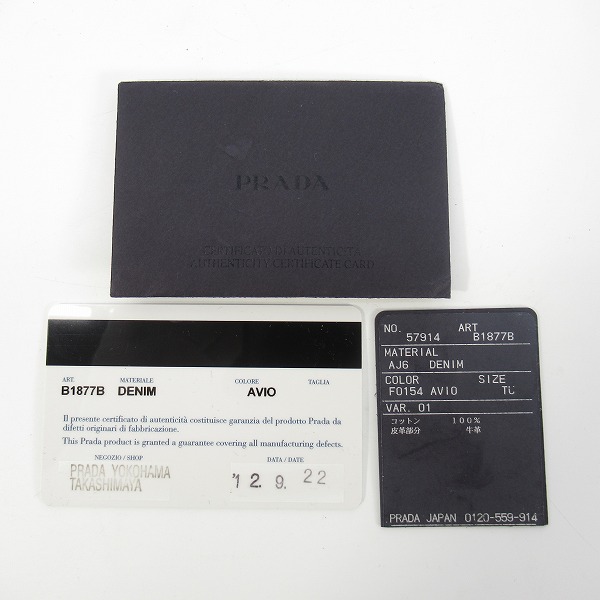 PRADA
CERTIFICATO DI AUTENTICITÀ
AUTHENTICITY CERTIFICATE CARD
ART. MATERIALE COLORE TAGLIA
B1877B DENIM AVIO
Il presente certificato di autenticità costituisce garanzia del prodotto Prada da
difetti originari di fabbricazione.
This Prada product is granted a guarantee covering all manufacturing defects.
NEGOZIO / SHOP DATA / DATE
PRADA YOKOHAMA
TAKASHIMAYA
'12. 9. 22
NO. ART
57914 B1877B
MATERIAL
AJ6 DENIM
COLOR SIZE
F0154 AVIO TU
VAR. 01
コットン 100%
皮革部分 牛革
PRADA JAPAN 0120-559-914